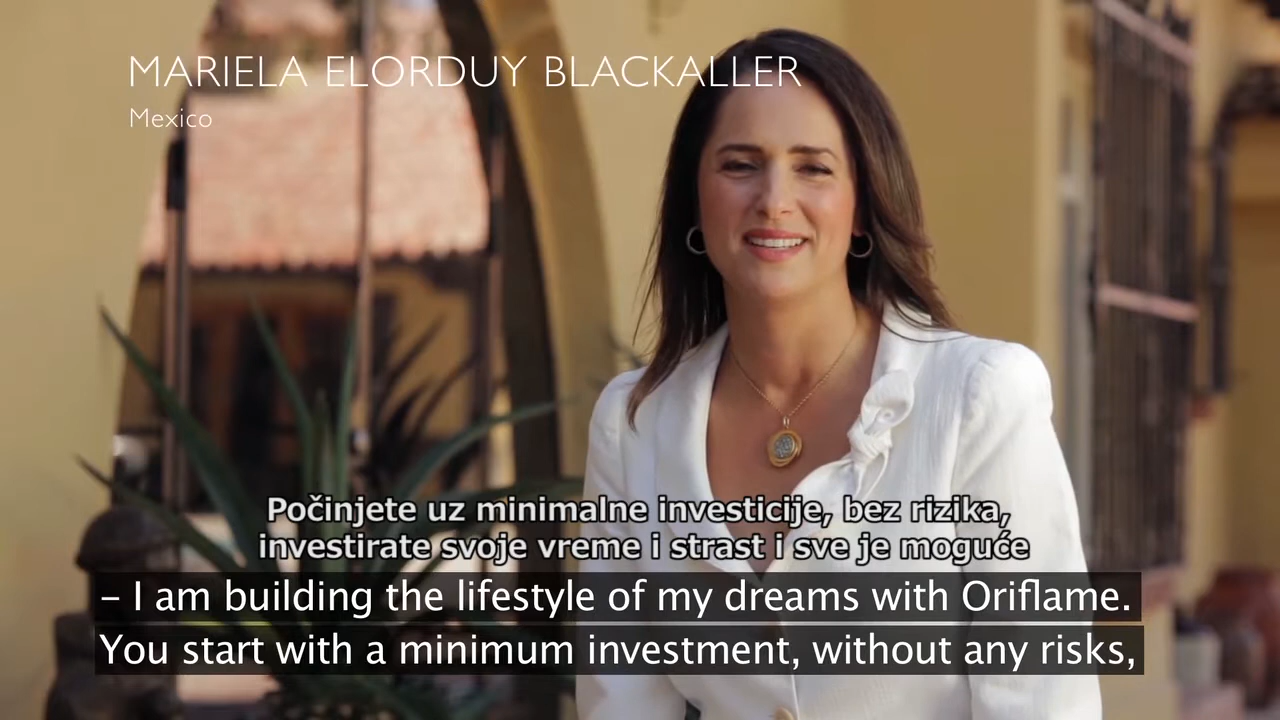 MARIELA ELORDUY BLACKALLER
Mexico
Počinjete uz minimalne investicije, bez rizika,
investirate svoje vreme i strast i sve je moguće
– I am building the lifestyle of my dreams with Oriflame.
You start with a minimum investment, without any risks,